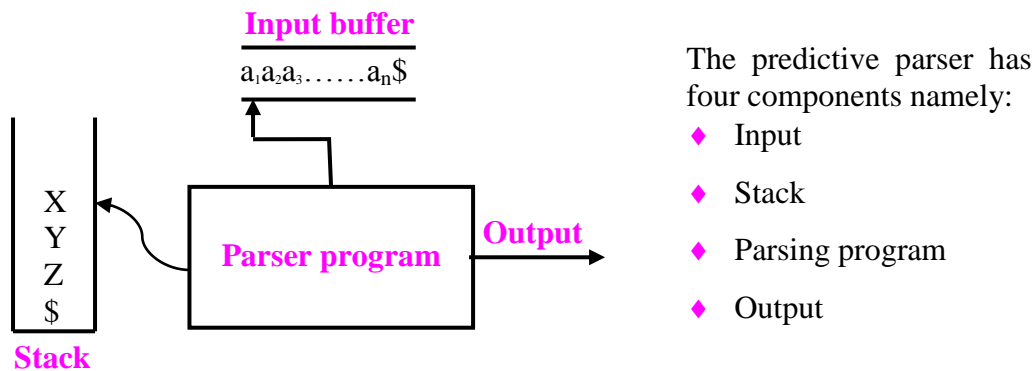 Input buffer
a₁a₂a₃……aₙ$
X
Y
Z
$
Stack
Parser program
Output
The predictive parser has
four components namely:
♦ Input
♦ Stack
♦ Parsing program
♦ Output